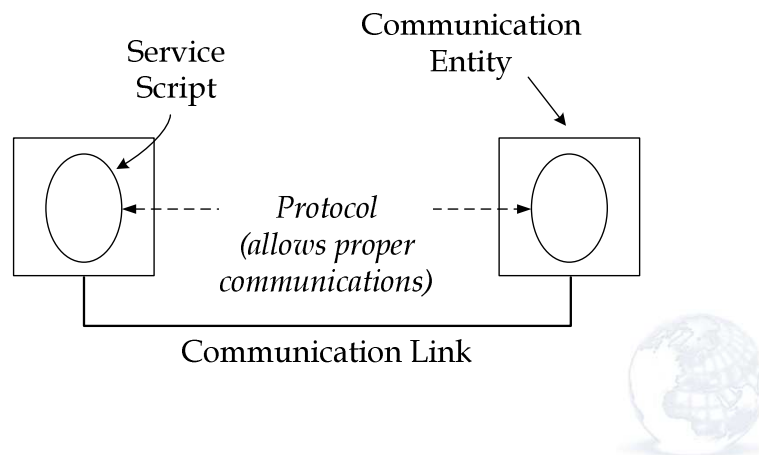 Service
Script
Communication
Entity
Protocol
(allows proper
communications)
Communication Link